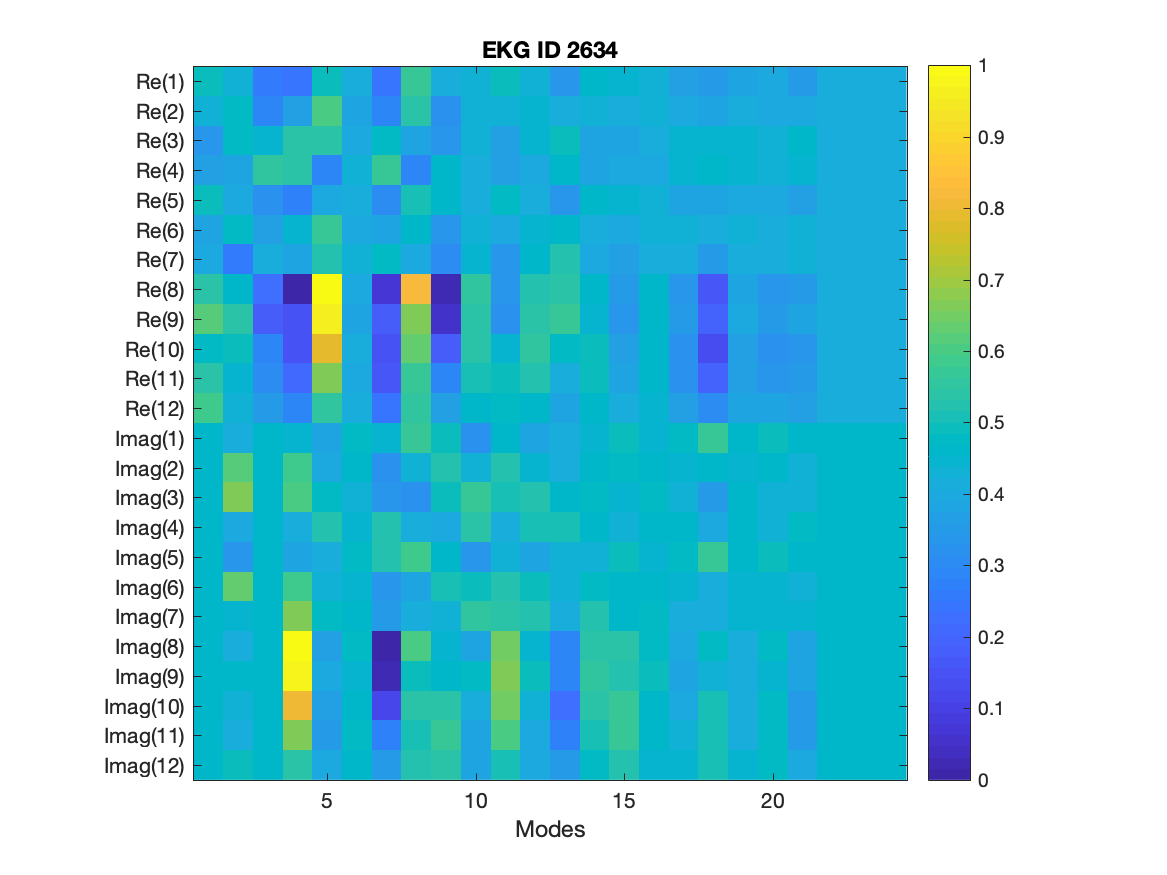 EKG ID 2634
Re(1)
Re(2)
Re(3)
Re(4)
Re(5)
Re(6)
Re(7)
Re(8)
Re(9)
Re(10)
Re(11)
Re(12)
Imag(1)
Imag(2)
Imag(3)
Imag(4)
Imag(5)
Imag(6)
Imag(7)
Imag(8)
Imag(9)
Imag(10)
Imag(11)
Imag(12)
5 10 15 20
Modes
1
0.9
0.8
0.7
0.6
0.5
0.4
0.3
0.2
0.1
0